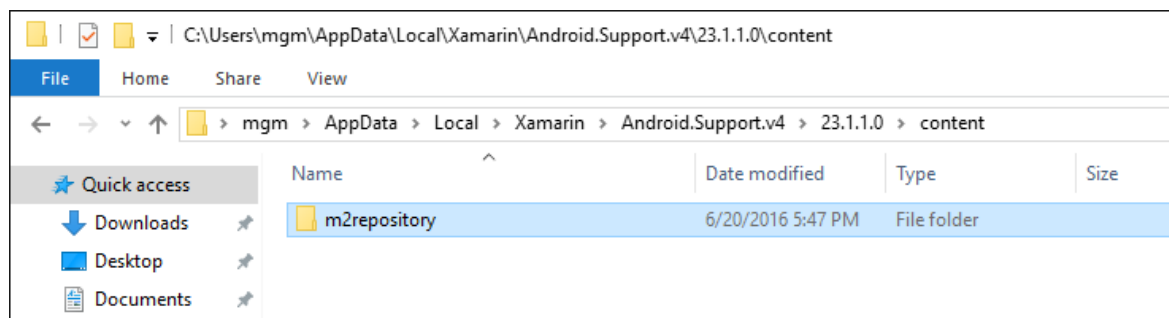 C:\Users\mgm\AppData\Local\Xamarin\Android.Support.v4\23.1.1.0\content
File Home Share View
mgm > AppData > Local > Xamarin > Android.Support.v4 > 23.1.1.0 > content
Name Date modified Type Size
Quick access
m2repository 6/20/2016 5:47 PM File folder
Downloads
Desktop
Documents